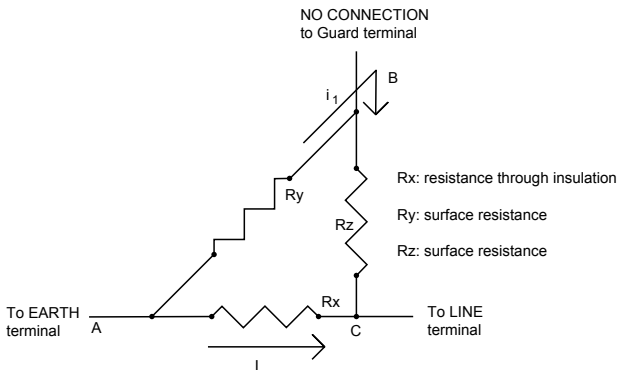 NO CONNECTION
to Guard terminal
B
i 1
Rx: resistance through insulation
Ry
Ry: surface resistance
Rz
Rz: surface resistance
To EARTH
terminal
A
Rx
C
To LINE
terminal
I